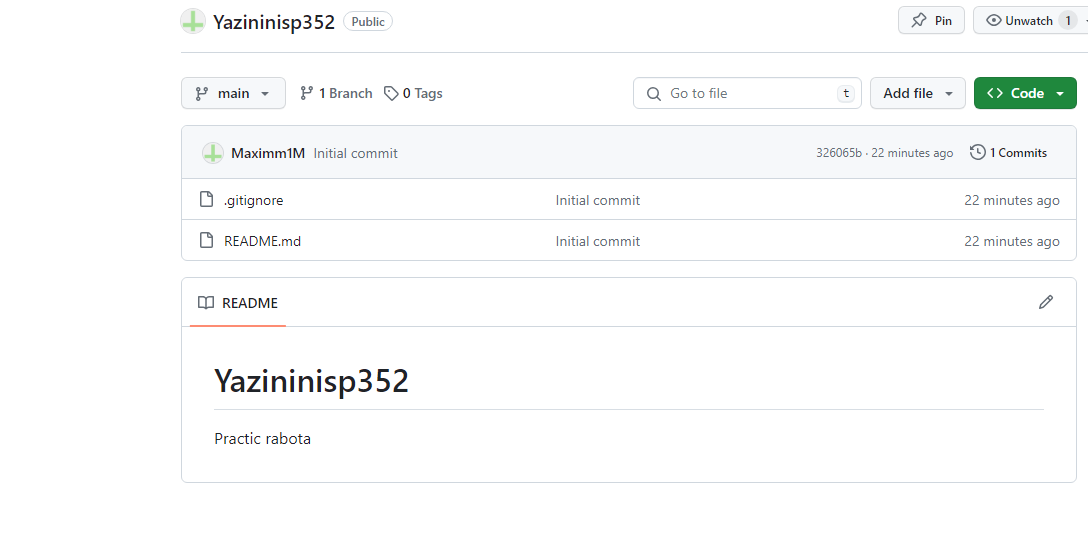 Yazininisp352 Public Pin Unwatch 1
main 1 Branch 0 Tags Go to file t Add file Code
Maximm1M Initial commit 326065b · 22 minutes ago 1 Commits
.gitignore Initial commit 22 minutes ago
README.md Initial commit 22 minutes ago
README
Yazininisp352
Practic rabota